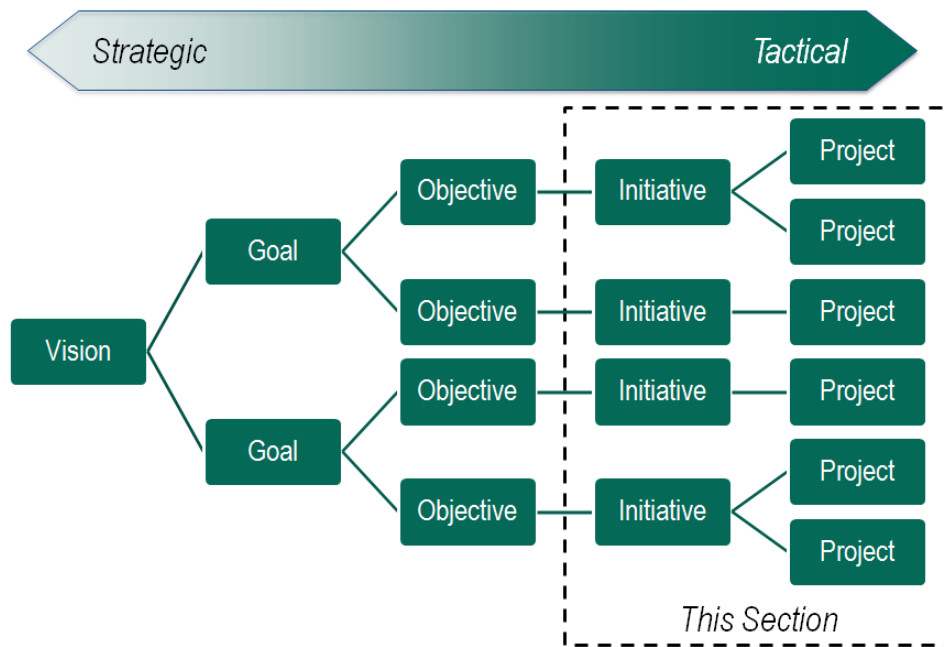 Strategic
Tactical
Project
Objective
Initiative
Project
Goal
Objective
Initiative
Project
Vision
Objective
Initiative
Project
Goal
Project
Objective
Initiative
Project
This Section